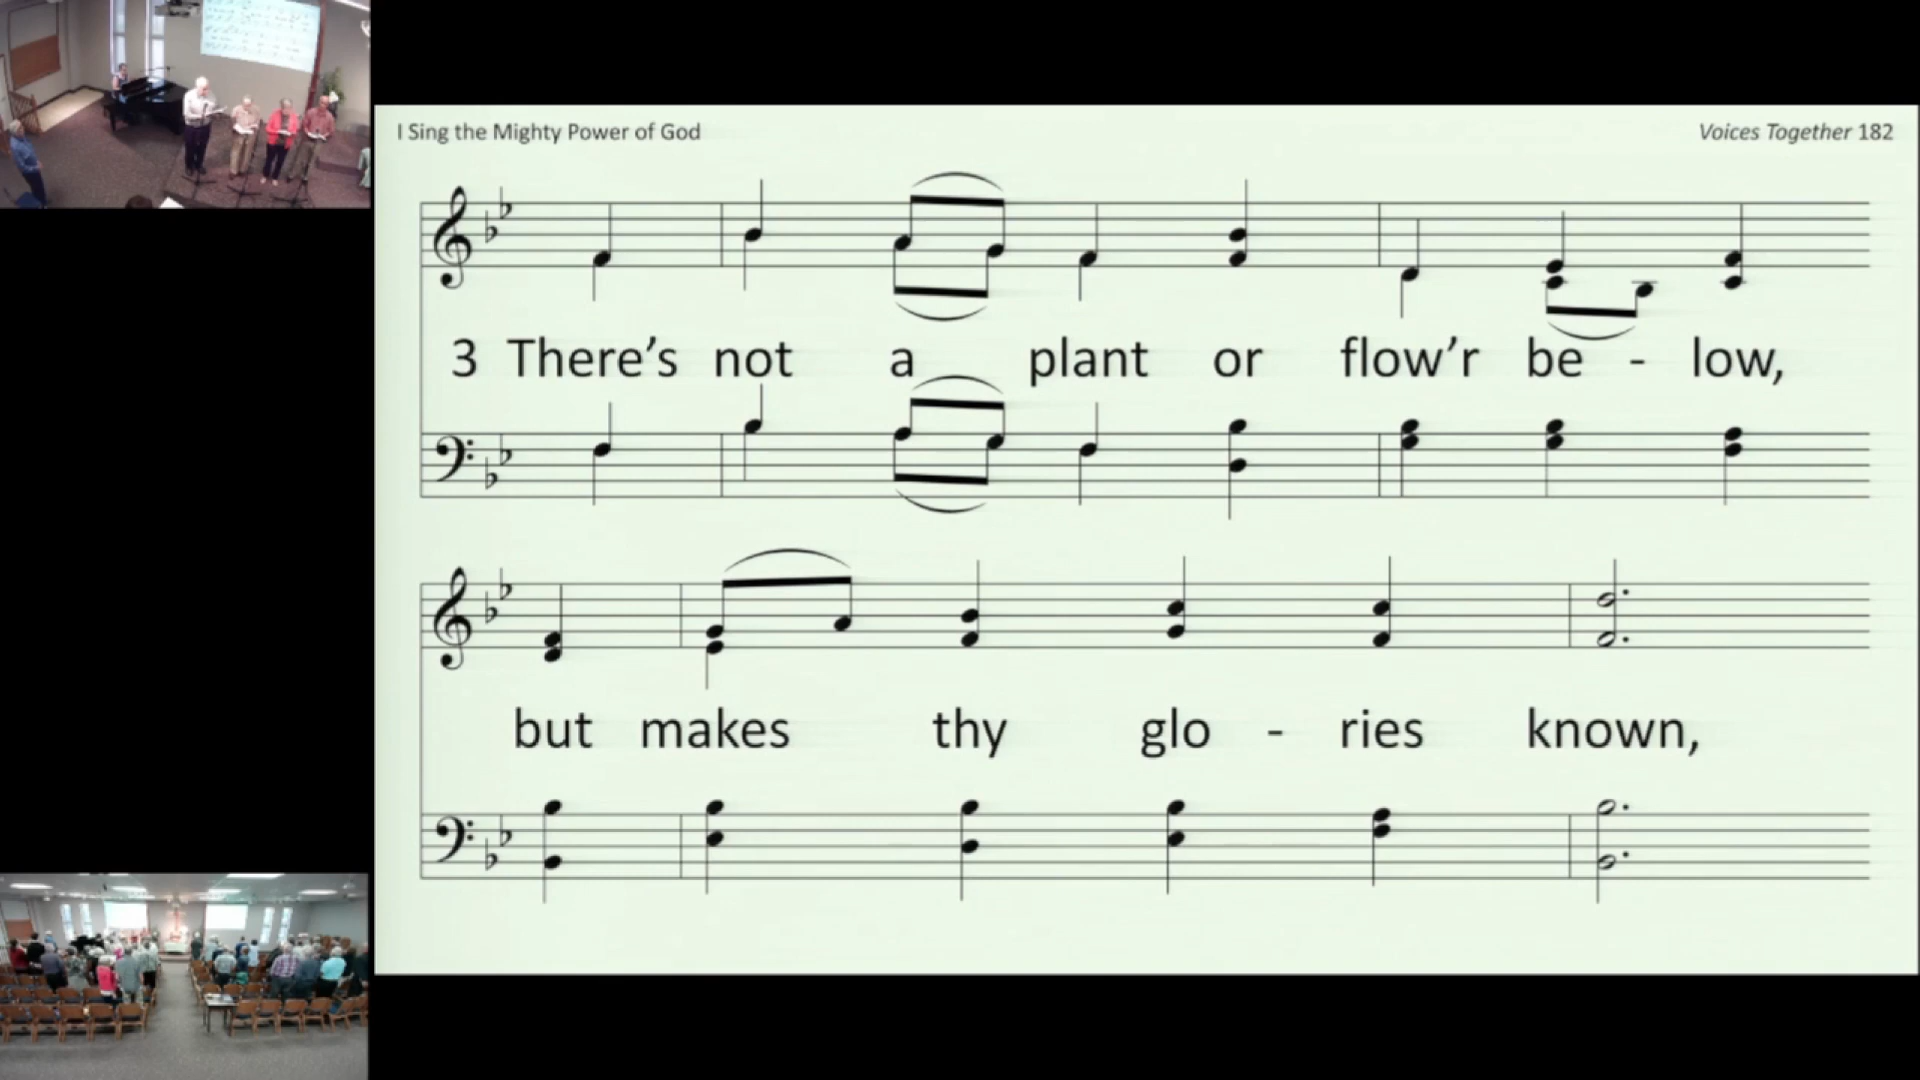 I Sing the Mighty Power of God
Voices Together 182
3 There’s not a plant or flow’r be - low,
but makes thy glo - ries known,